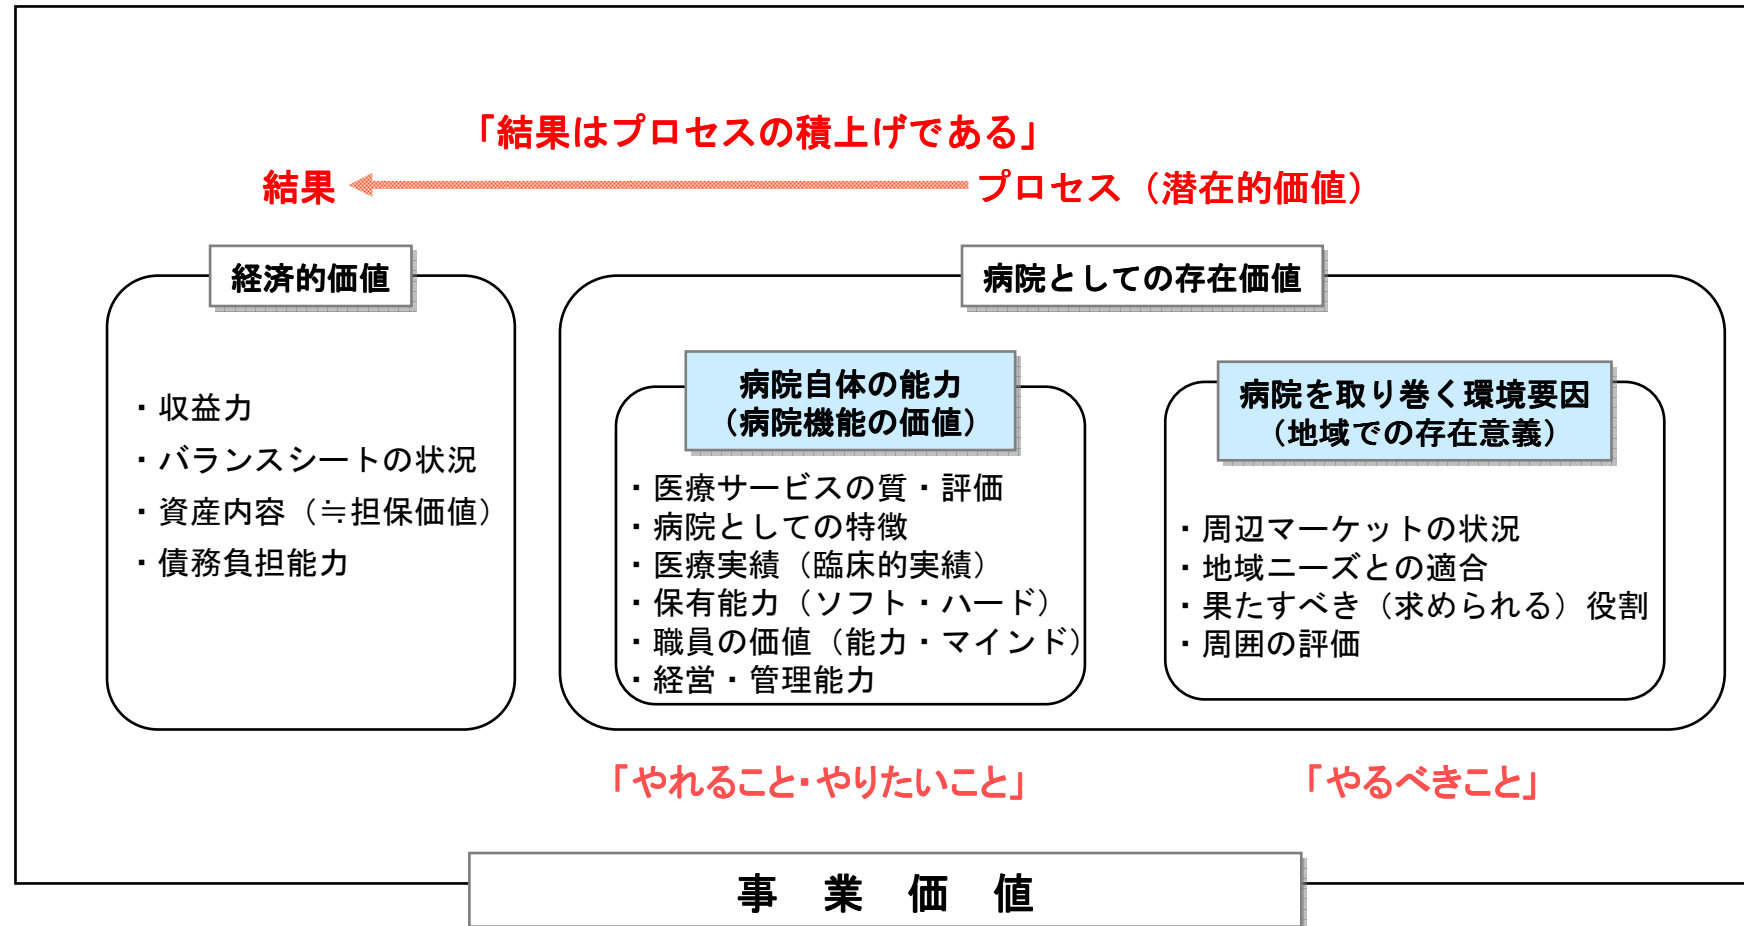 「結果はプロセスの積上げである」
結果
プロセス（潜在的価値）
経済的価値
・収益力
・バランスシートの状況
・資産内容（≒担保価値）
・債務負担能力
病院としての存在価値
病院自体の能力
（病院機能の価値）
・医療サービスの質・評価
・病院としての特徴
・医療実績（臨床的実績）
・保有能力（ソフト・ハード）
・職員の価値（能力・マインド）
・経営・管理能力
病院を取り巻く環境要因
（地域での存在意義）
・周辺マーケットの状況
・地域ニーズとの適合
・果たすべき（求められる）役割
・周囲の評価
「やれること・やりたいこと」
「やるべきこと」
事業価値